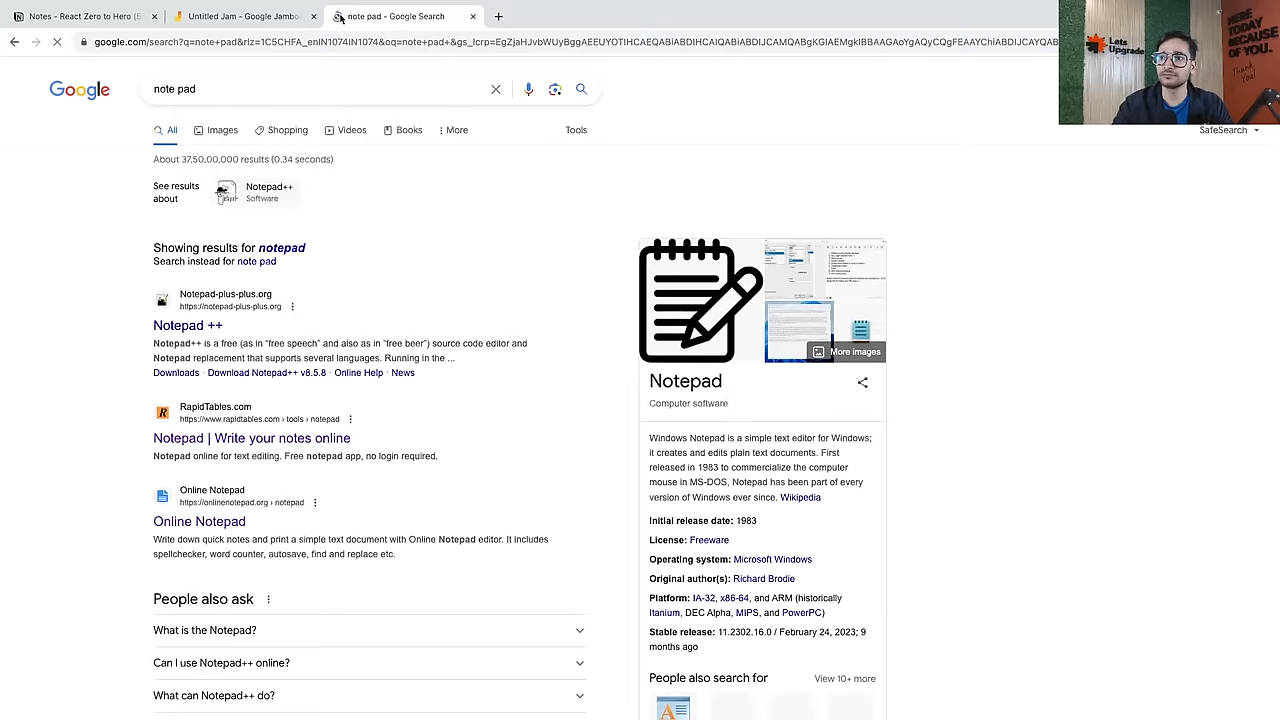 Notes - React Zero to Hero (5
Untitled Jam - Google Jambo
note pad - Google Search
google.com/search?q=note+pad&rlz=1C5CHFA_enIN1074IN1074&oq=note+pad+&gs_lcrp=
Lets
Upgrade
HERE
TODAY
BECAUSE
OF YOU.
Thank
You!
Google
note pad
All
Images
Shopping
Videos
Books
More
Tools
SafeSearch
About 37,50,00,000 results (0.34 seconds)
See results
about
Notepad++
Software
Showing results for notepad
Search instead for note pad
Notepad-plus-plus.org
https://notepad-plus-plus.org
Notepad ++
Notepad++ is a free (as in "free speech" and also as in "free beer") source code editor and
Notepad replacement that supports several languages. Running in the ...
Downloads · Download Notepad++ v8.5.8 · Online Help · News
RapidTables.com
https://www.rapidtables.com › tools › notepad
Notepad | Write your notes online
Notepad online for text editing. Free notepad app, no login required.
Online Notepad
https://onlinenotepad.org › notepad
Online Notepad
Write down quick notes and print a simple text document with Online Notepad editor. It includes
spellchecker, word counter, autosave, find and replace etc.
People also ask
What is the Notepad?
Can I use Notepad++ online?
What can Notepad++ do?
More images
Notepad
Computer software
Windows Notepad is a simple text editor for Windows;
it creates and edits plain text documents. First
released in 1983 to commercialize the computer
mouse in MS-DOS, Notepad has been part of every
version of Windows ever since. Wikipedia
Initial release date: 1983
License: Freeware
Operating system: Microsoft Windows
Original author(s): Richard Brodie
Platform: IA-32, x86-64, and ARM (historically
Itanium, DEC Alpha, MIPS, and PowerPC)
Stable release: 11.2302.16.0 / February 24, 2023; 9
months ago
People also search for
View 10+ more